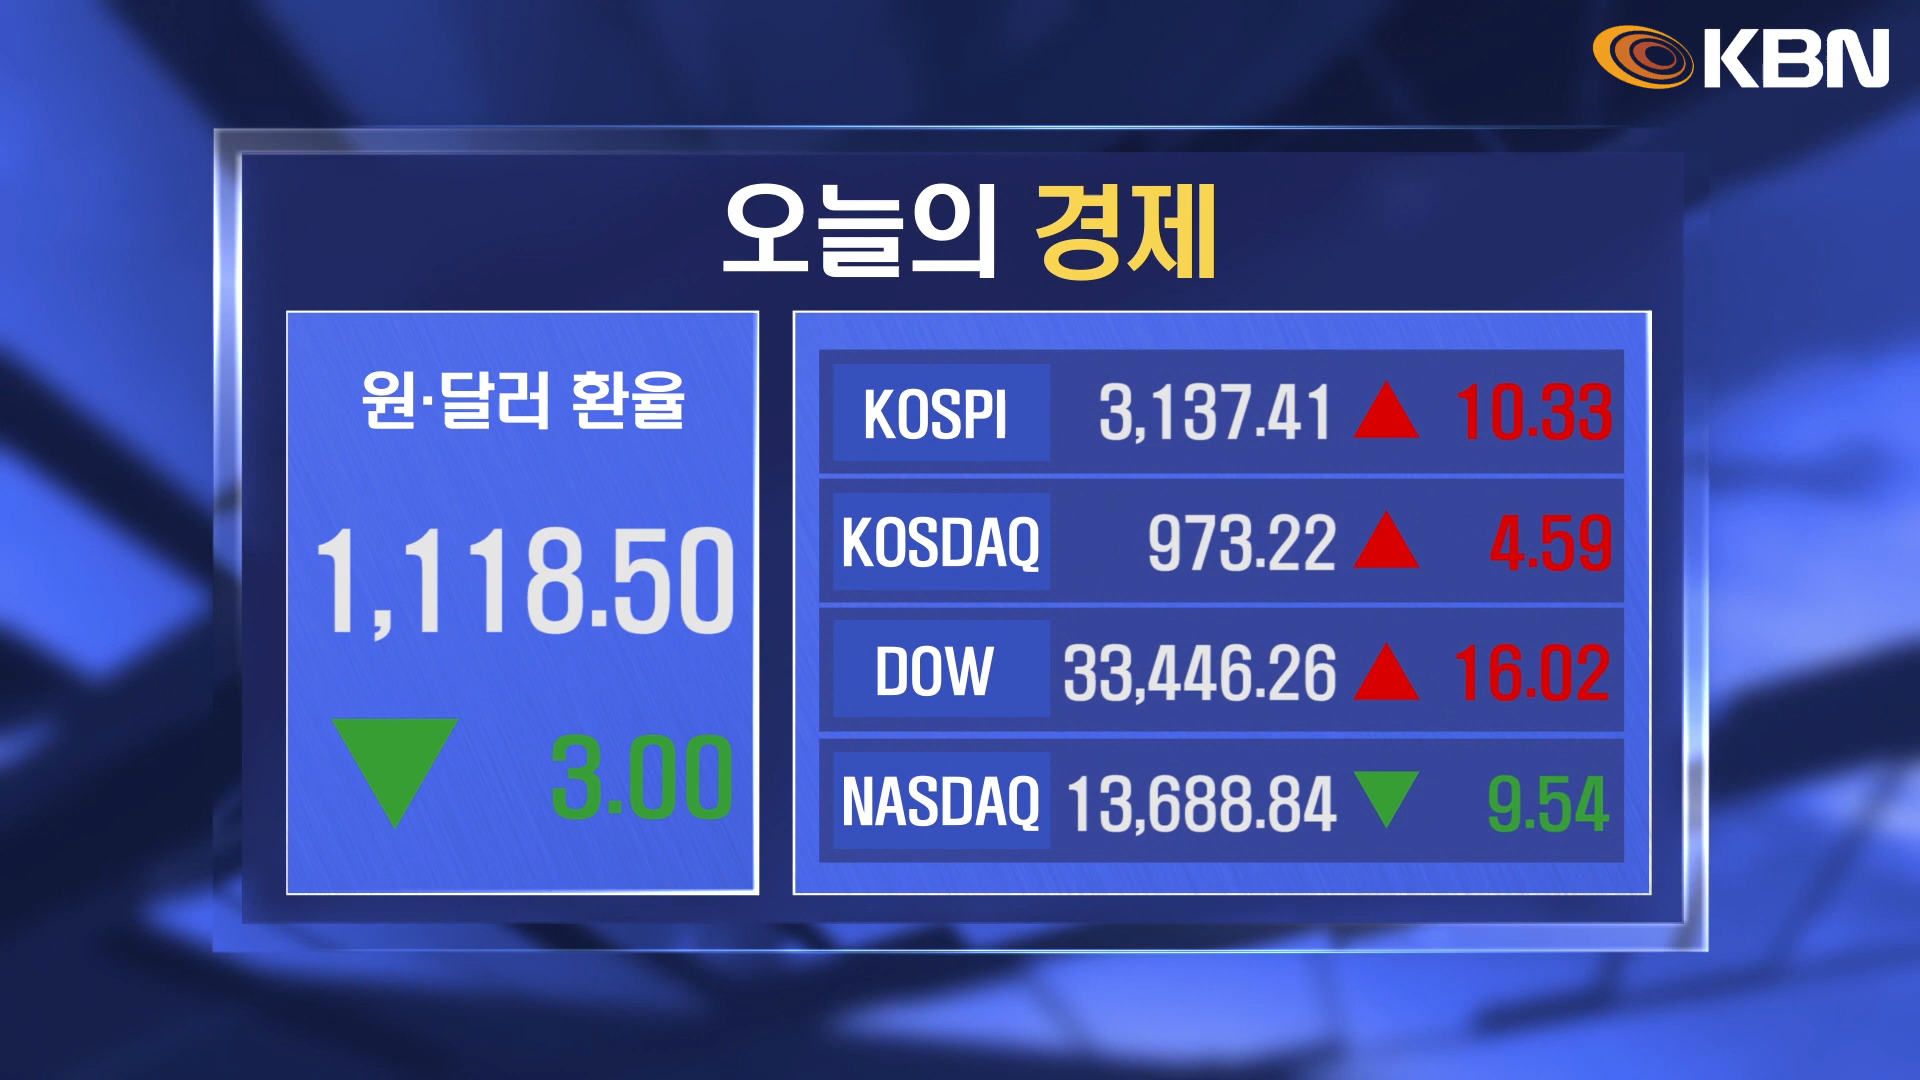 KBN
오늘의 경제
원·달러 환율
1,118.50
▼ 3.00
KOSPI 3,137.41 ▲ 10.33
KOSDAQ 973.22 ▲ 4.59
DOW 33,446.26 ▲ 16.02
NASDAQ 13,688.84 ▼ 9.54